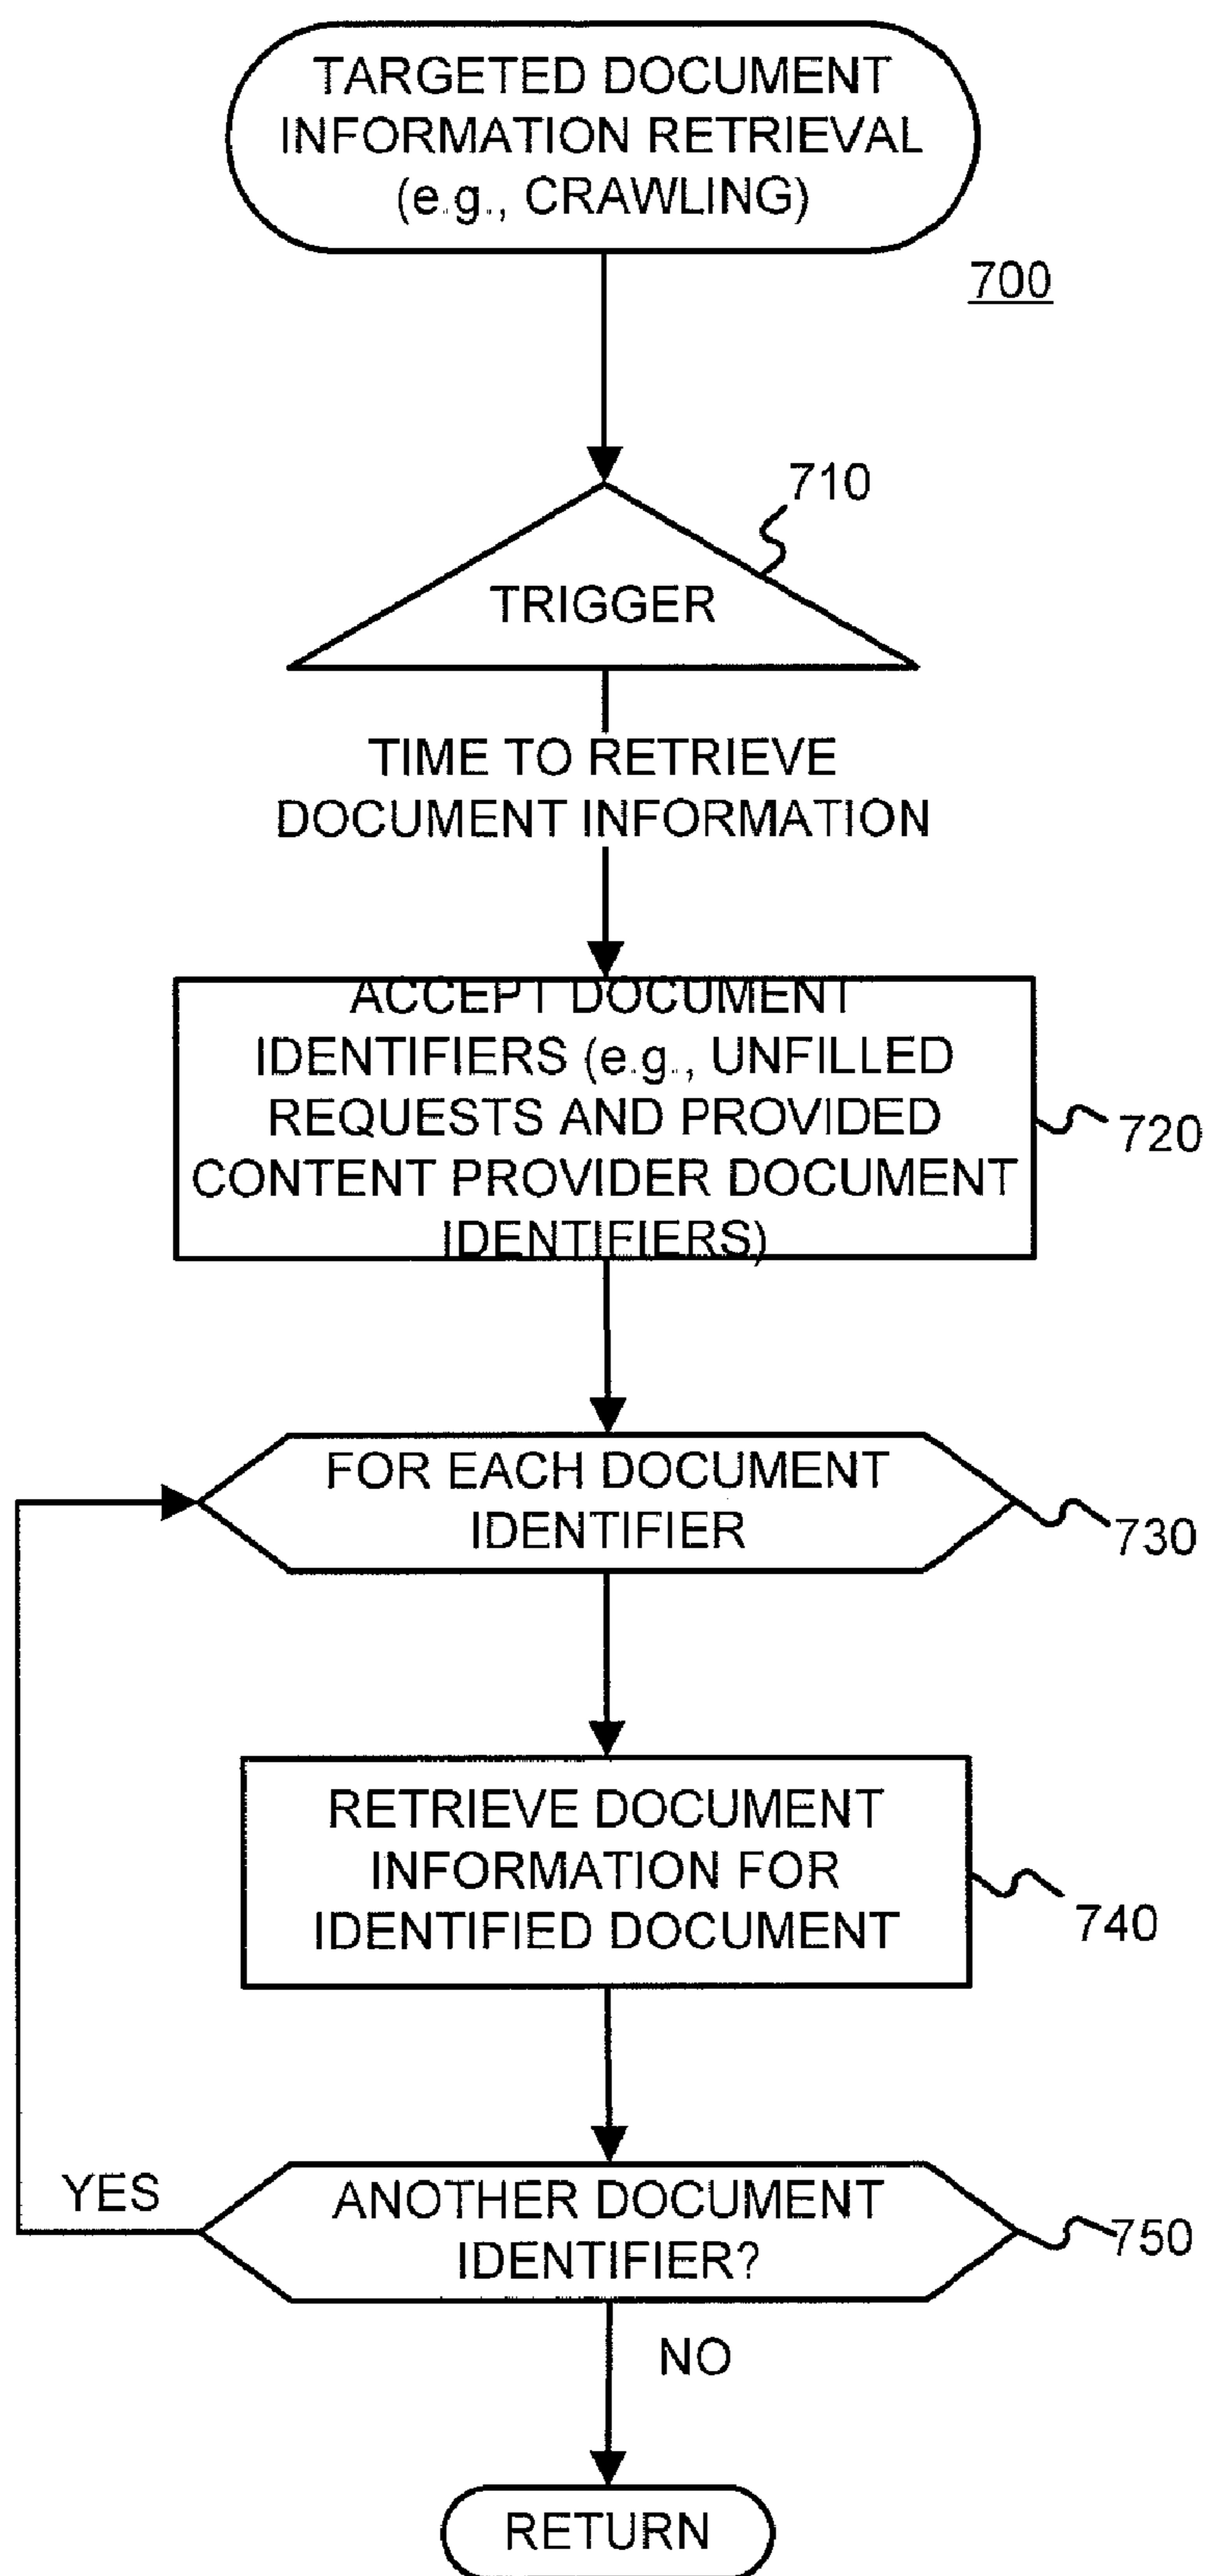 TARGETED DOCUMENT
INFORMATION RETRIEVAL
(e.g., CRAWLING)
700
710
TRIGGER
TIME TO RETRIEVE
DOCUMENT INFORMATION
ACCEPT DOCUMENT
IDENTIFIERS (e.g., UNFILLED
REQUESTS AND PROVIDED
CONTENT PROVIDER DOCUMENT
IDENTIFIERS)
720
FOR EACH DOCUMENT
IDENTIFIER
730
RETRIEVE DOCUMENT
INFORMATION FOR
IDENTIFIED DOCUMENT
740
YES
ANOTHER DOCUMENT
IDENTIFIER?
750
NO
RETURN